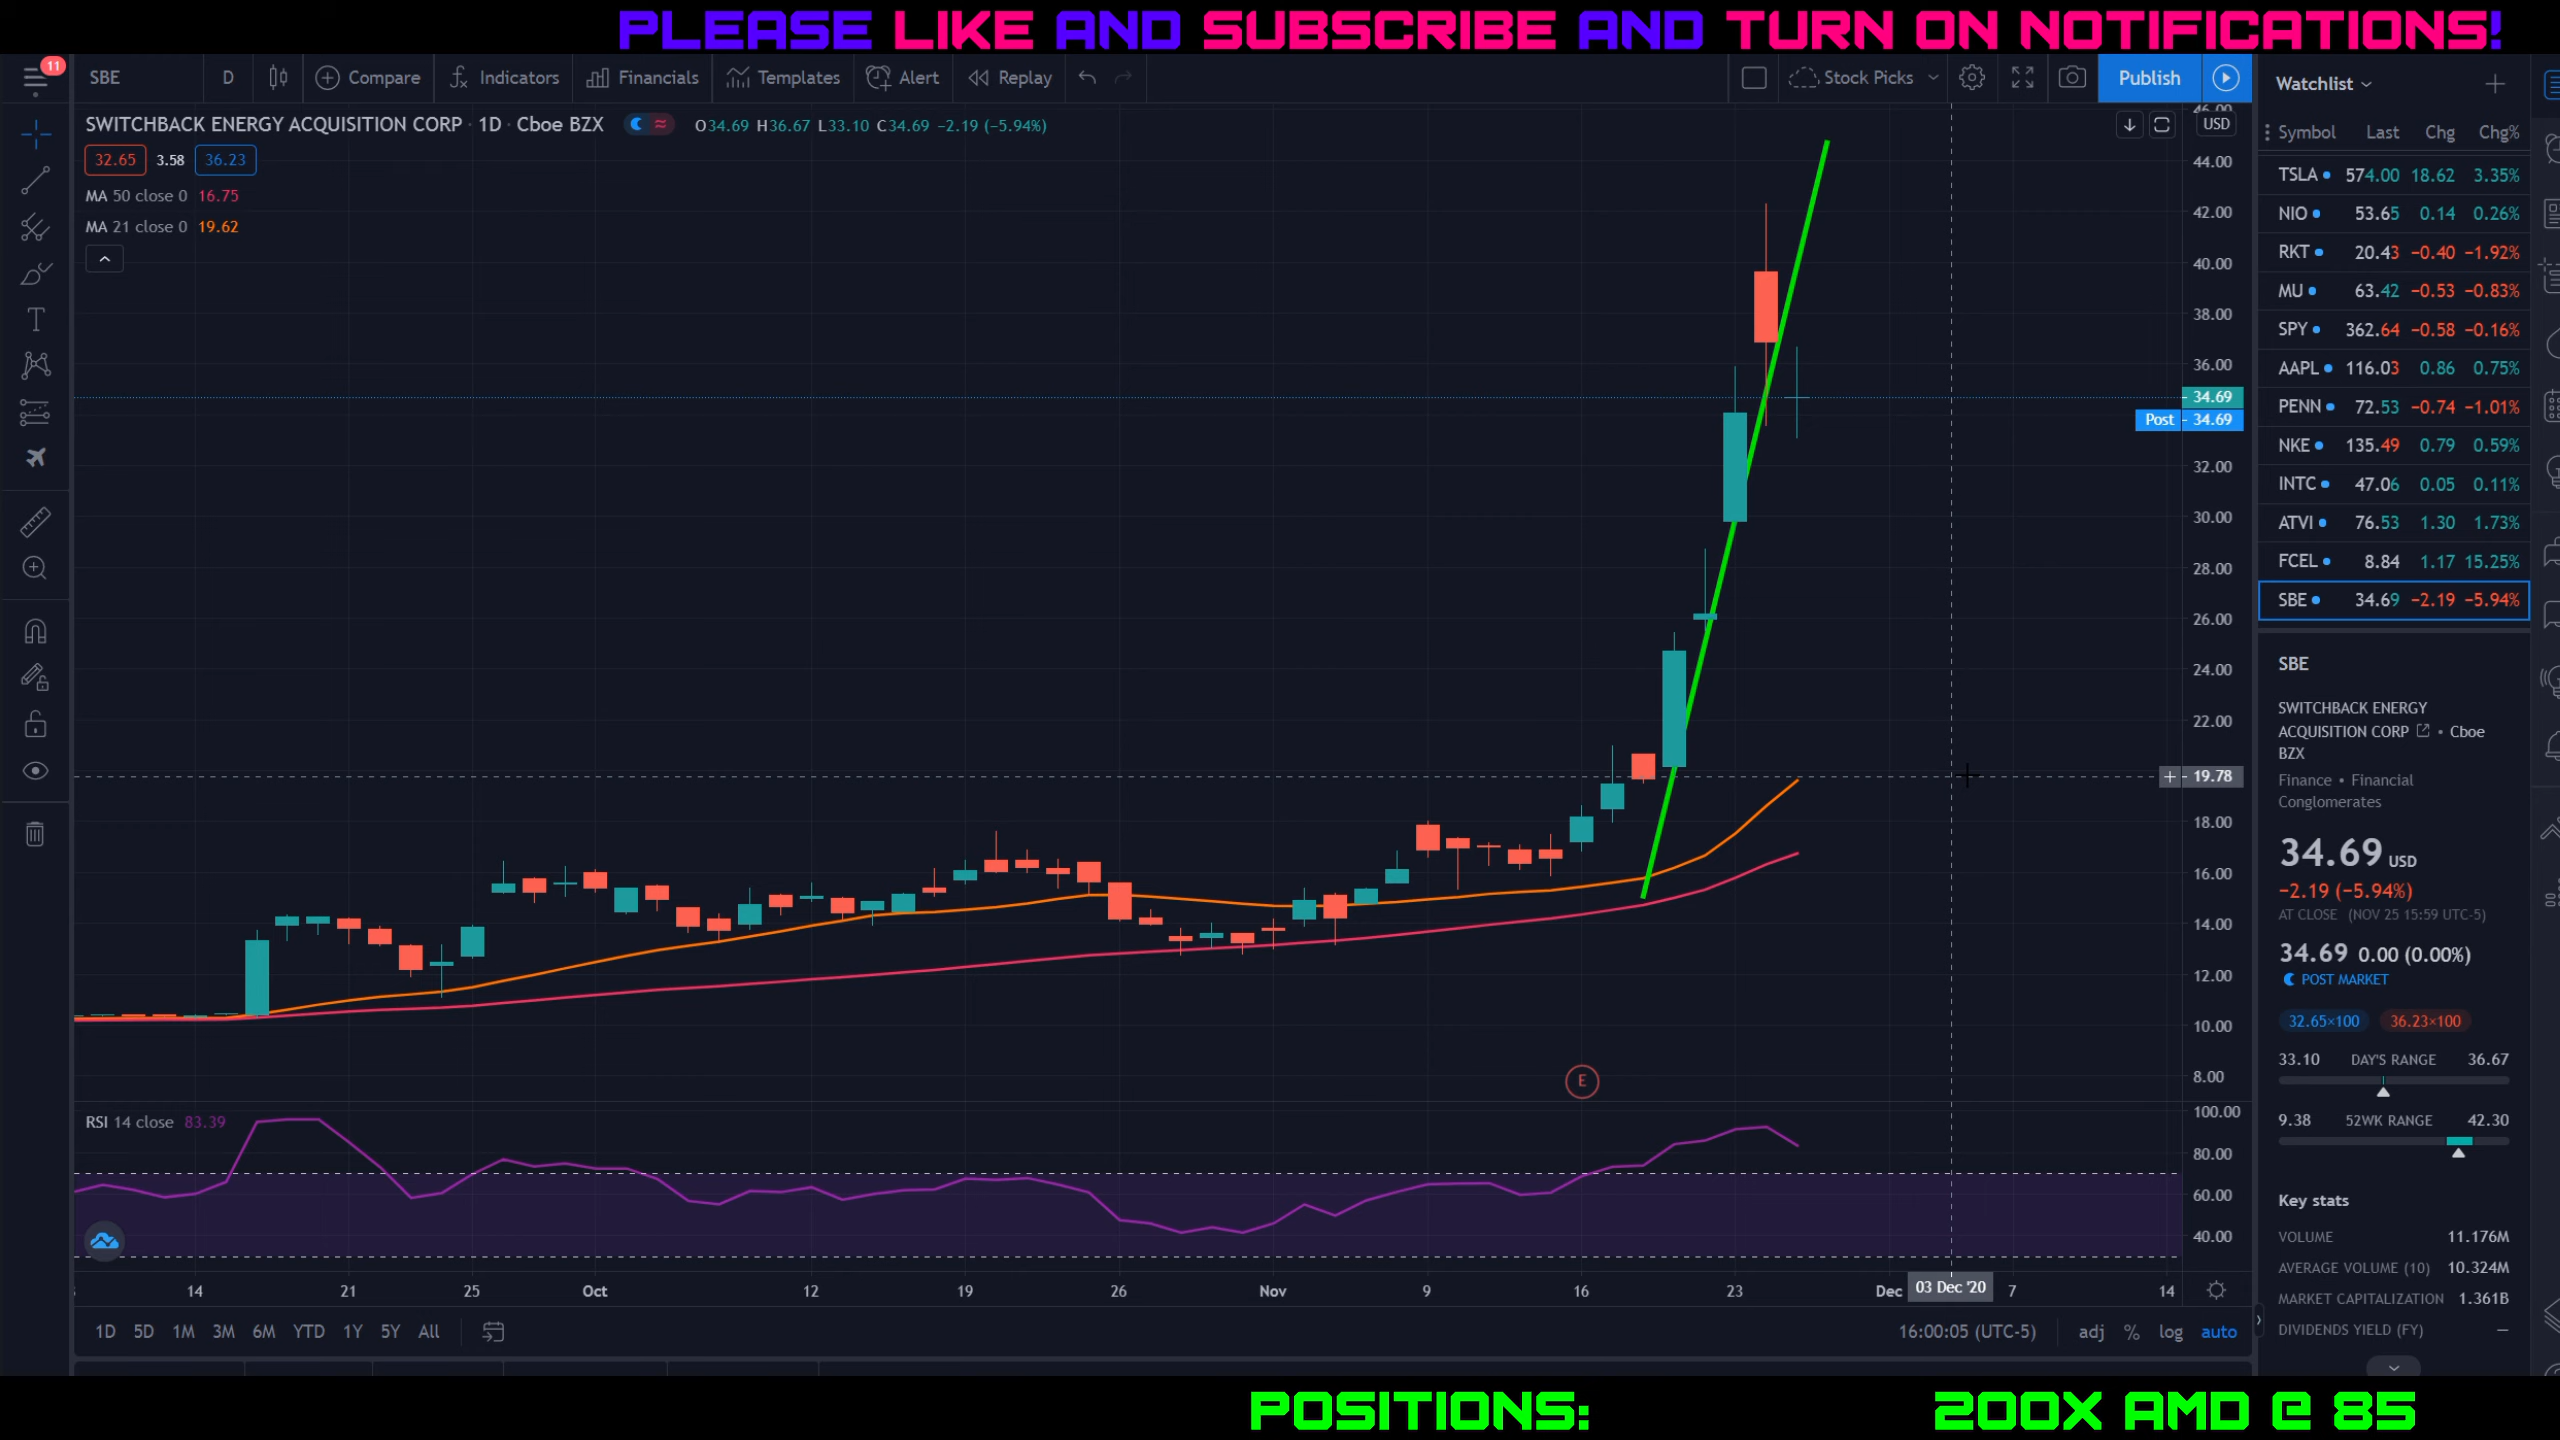 PLEASE LIKE AND SUBSCRIBE AND TURN ON NOTIFICATIONS!
11
SBE D Compare Indicators Financials Templates Alert Replay Stock Picks Publish
SWITCHBACK ENERGY ACQUISITION CORP · 1D · Cboe BZX O34.69 H36.67 L33.10 C34.69 −2.19 (−5.94%)
32.65 3.58 36.23
MA 50 close 0 16.75
MA 21 close 0 19.62
USD
46.00
44.00
42.00
40.00
38.00
36.00
34.69
Post 34.69
32.00
30.00
28.00
26.00
24.00
22.00
19.78
18.00
16.00
14.00
12.00
10.00
8.00
E
RSI 14 close 83.39
100.00
80.00
60.00
40.00
14 21 25 Oct 12 19 26 Nov 9 16 23 Dec 03 Dec '20 7 14
1D 5D 1M 3M 6M YTD 1Y 5Y All 16:00:05 (UTC-5) adj % log auto
Watchlist
Symbol Last Chg Chg%
TSLA 574.00 18.62 3.35%
NIO 53.65 0.14 0.26%
RKT 20.43 −0.40 −1.92%
MU 63.42 −0.53 −0.83%
SPY 362.64 −0.58 −0.16%
AAPL 116.03 0.86 0.75%
PENN 72.53 −0.74 −1.01%
NKE 135.49 0.79 0.59%
INTC 47.06 0.05 0.11%
ATVI 76.53 1.30 1.73%
FCEL 8.84 1.17 15.25%
SBE 34.69 −2.19 −5.94%
SBE
SWITCHBACK ENERGY
ACQUISITION CORP • Cboe
BZX
Finance • Financial
Conglomerates
34.69 USD
−2.19 (−5.94%)
AT CLOSE (NOV 25 15:59 UTC-5)
34.69 0.00 (0.00%)
POST MARKET
32.65×100 36.23×100
33.10 DAY'S RANGE 36.67
9.38 52WK RANGE 42.30
Key stats
VOLUME 11.176M
AVERAGE VOLUME (10) 10.324M
MARKET CAPITALIZATION 1.361B
DIVIDENDS YIELD (FY) —
POSITIONS: 200X AMD @ 85